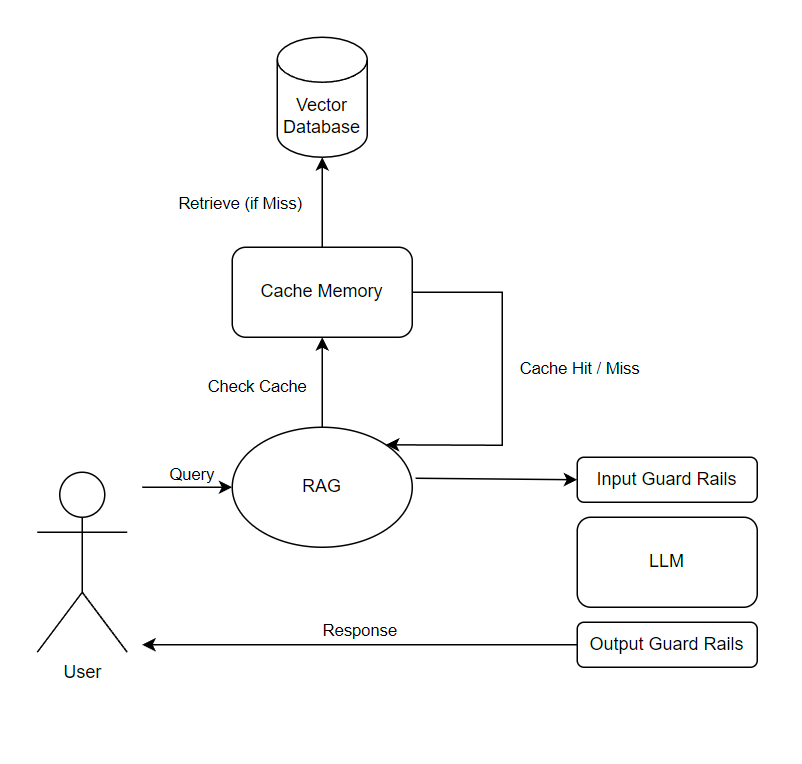 Vector
Database
Retrieve (if Miss)
Cache Memory
Cache Hit / Miss
Check Cache
Query
RAG
Input Guard Rails
LLM
Response
Output Guard Rails
User